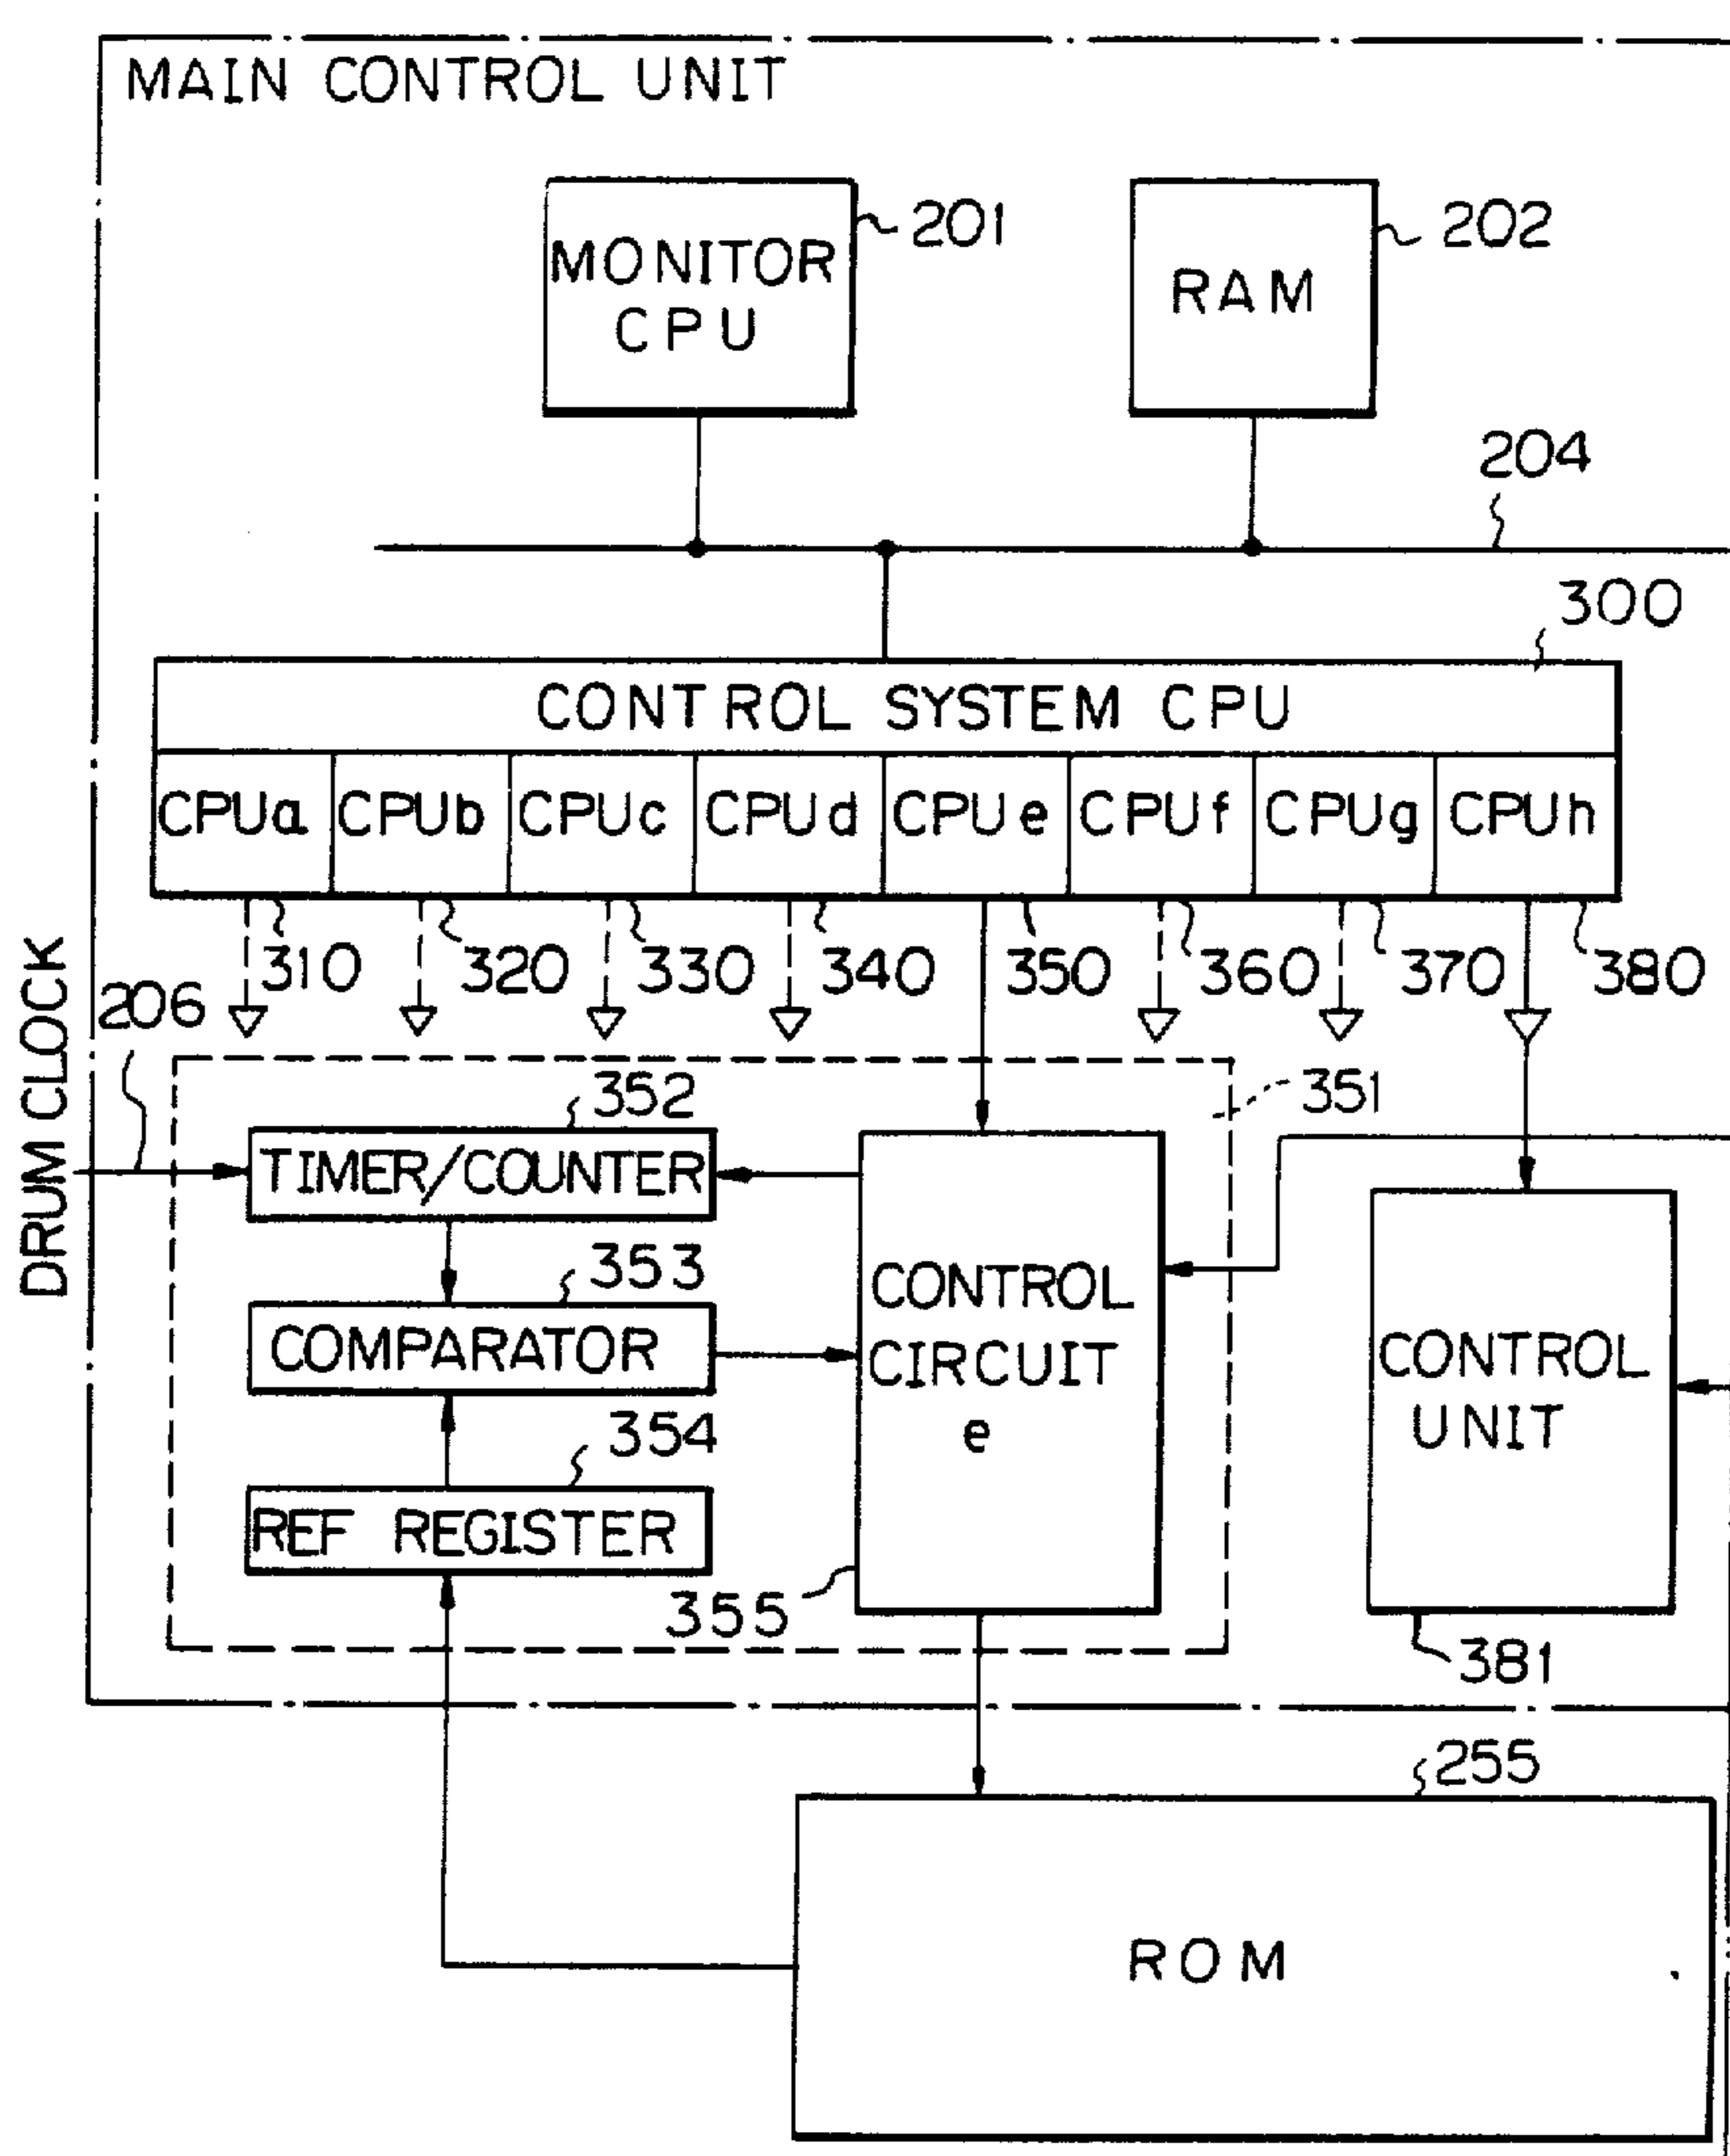 MAIN CONTROL UNIT
MONITOR
CPU
201
RAM
202
204
300
CONTROL SYSTEM CPU
CPUa
CPUb
CPUc
CPUd
CPUe
CPUf
CPUg
CPUh
310
320
330
340
350
360
370
380
DRUM CLOCK
206
351
352
TIMER/COUNTER
353
COMPARATOR
354
REF REGISTER
355
CONTROL
CIRCUIT
e
CONTROL
UNIT
381
255
ROM